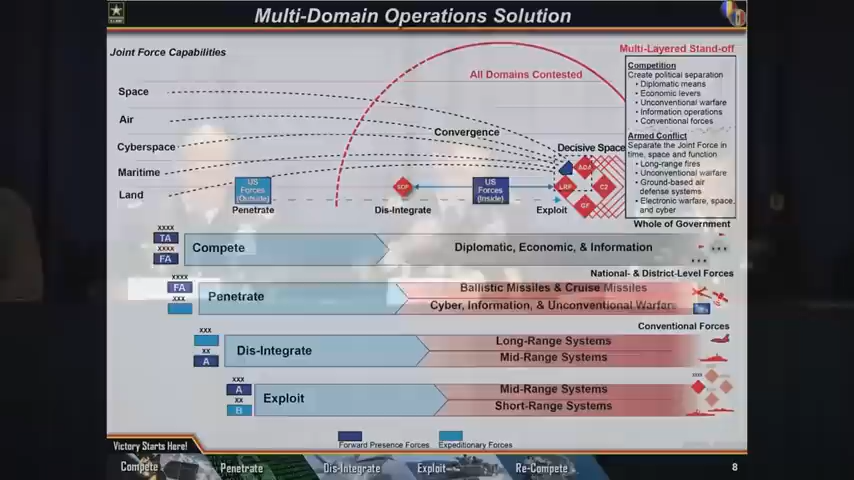 Multi-Domain Operations Solution
Joint Force Capabilities
Multi-Layered Stand-off
All Domains Contested
Space
Air
Cyberspace
Maritime
Land
Convergence
Decisive Space
US
Forces
(Outside)
Penetrate
SOF
Dis-Integrate
US
Forces
(Inside)
Exploit
ADA
LRP
C2
Competition
Create political separation
• Diplomatic means
• Economic levers
• Unconventional warfare
• Information operations
• Conventional forces
Armed Conflict
Separate the Joint Force in
time, space and function
• Long-range fires
• Unconventional warfare
• Ground-based air
defense systems
• Electronic warfare, space,
and cyber
Whole of Government
xxxx
TA
xxxx
FA
Compete
Diplomatic, Economic, & Information
National- & District-Level Forces
xxxx
FA
xxx
Penetrate
Ballistic Missiles & Cruise Missiles
Cyber, Information, & Unconventional Warfare
Conventional Forces
xxx
xx
A
Dis-Integrate
Long-Range Systems
Mid-Range Systems
xxx
A
xx
B
Exploit
Mid-Range Systems
Short-Range Systems
Forward Presence Forces
Expeditionary Forces
Victory Starts Here!
Compete
Penetrate
Dis-Integrate
Exploit
Re-Compete
8